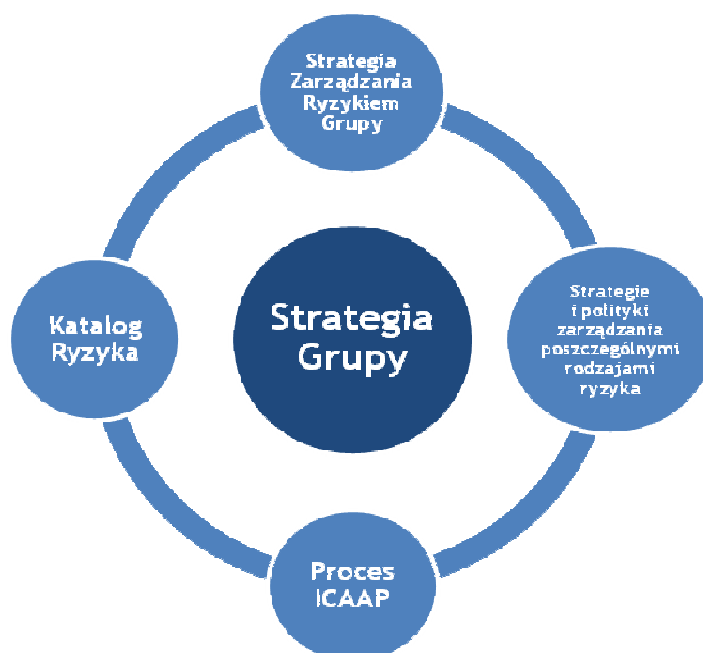 Strategia
Zarządzania
Ryzykiem
Grupy
Katalog
Ryzyka
Strategia
Grupy
Strategie
i polityki
zarządzania
poszczególnymi
rodzajami
ryzyka
Proces
ICAAP